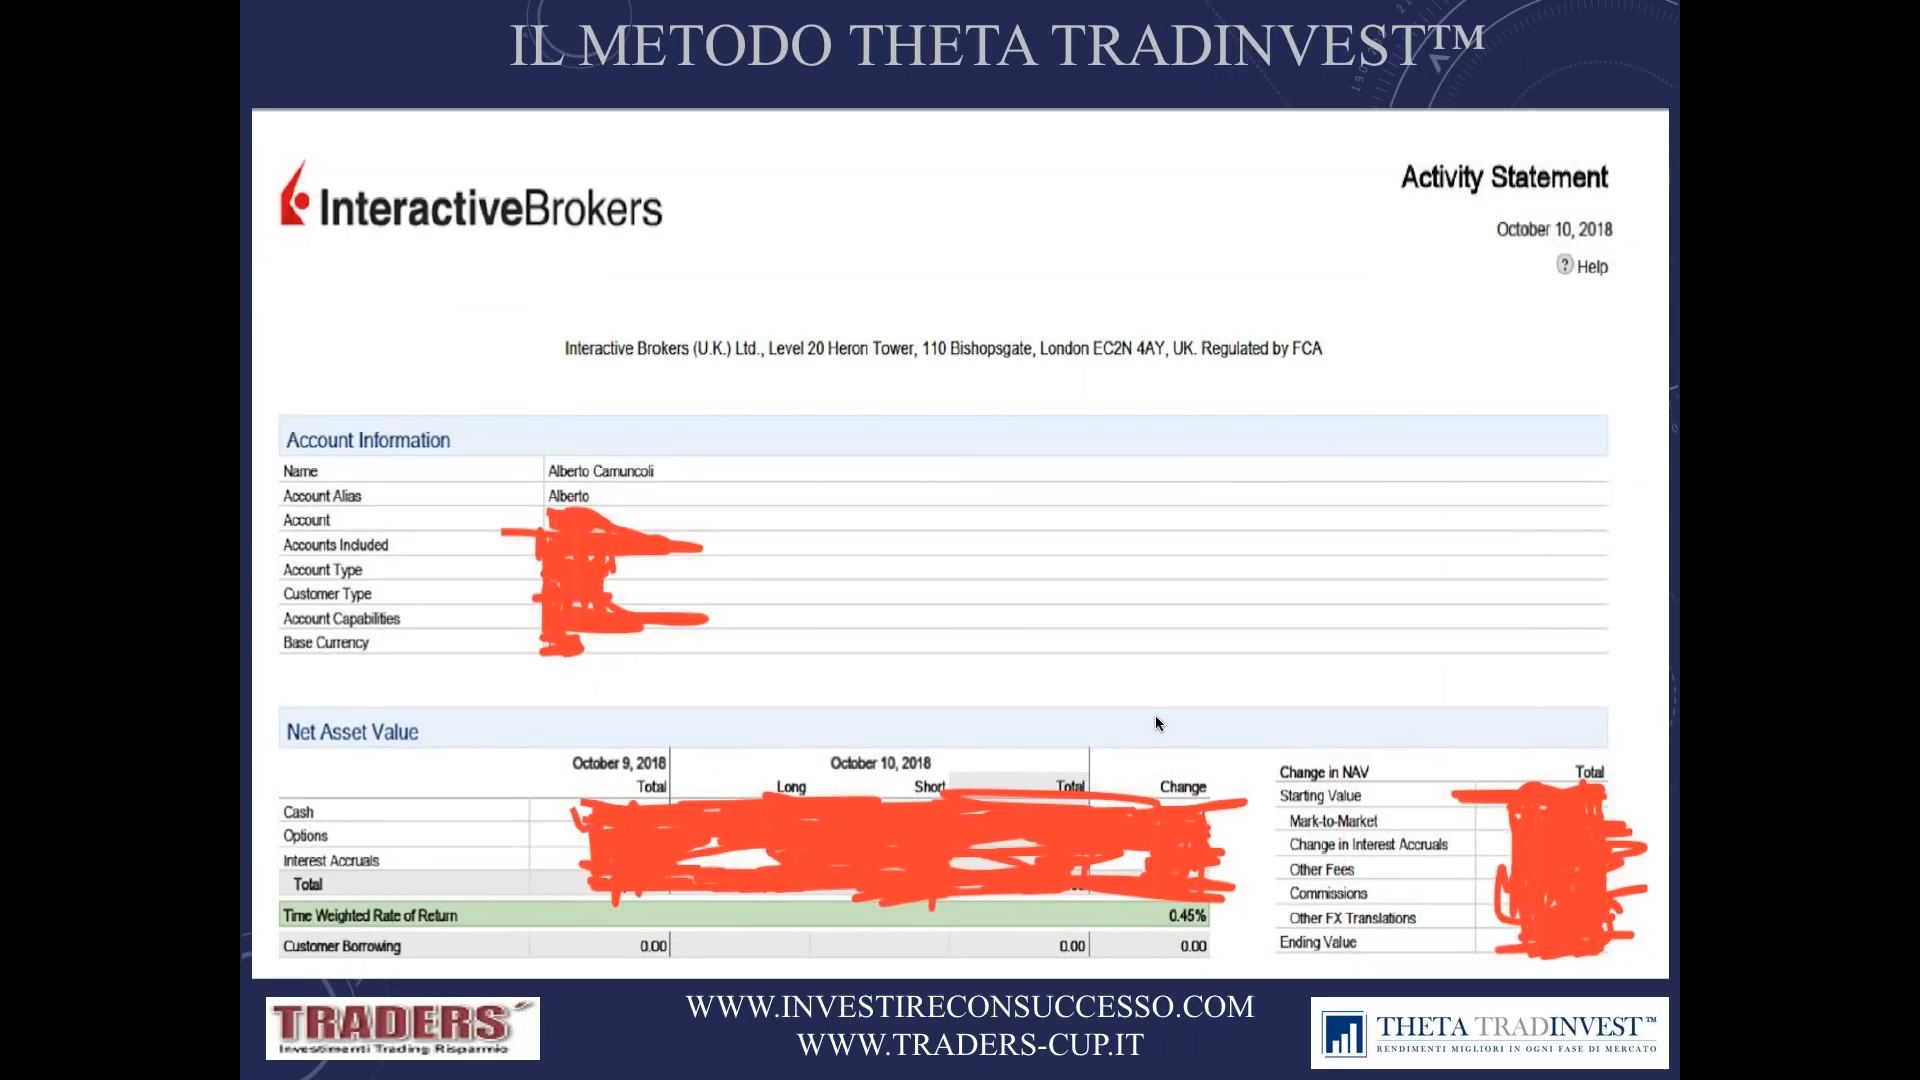 IL METODO THETA TRADINVEST™
InteractiveBrokers
Activity Statement
October 10, 2018
? Help
Interactive Brokers (U.K.) Ltd., Level 20 Heron Tower, 110 Bishopsgate, London EC2N 4AY, UK. Regulated by FCA
Account Information
Name Alberto Camuncoli
Account Alias Alberto
Account
Accounts Included
Account Type
Customer Type
Account Capabilities
Base Currency
Net Asset Value
October 9, 2018 October 10, 2018
Total Long Short Total Change
Cash
Options
Interest Accruals
Total
Time Weighted Rate of Return 0.45%
Customer Borrowing 0.00 0.00 0.00
Change in NAV Total
Starting Value
Mark-to-Market
Change in Interest Accruals
Other Fees
Commissions
Other FX Translations
Ending Value
TRADERS'
Investimenti Trading Risparmio
WWW.INVESTIRECONSUCCESSO.COM
WWW.TRADERS-CUP.IT
THETA TRADINVEST™
RENDIMENTI MIGLIORI IN OGNI FASE DI MERCATO